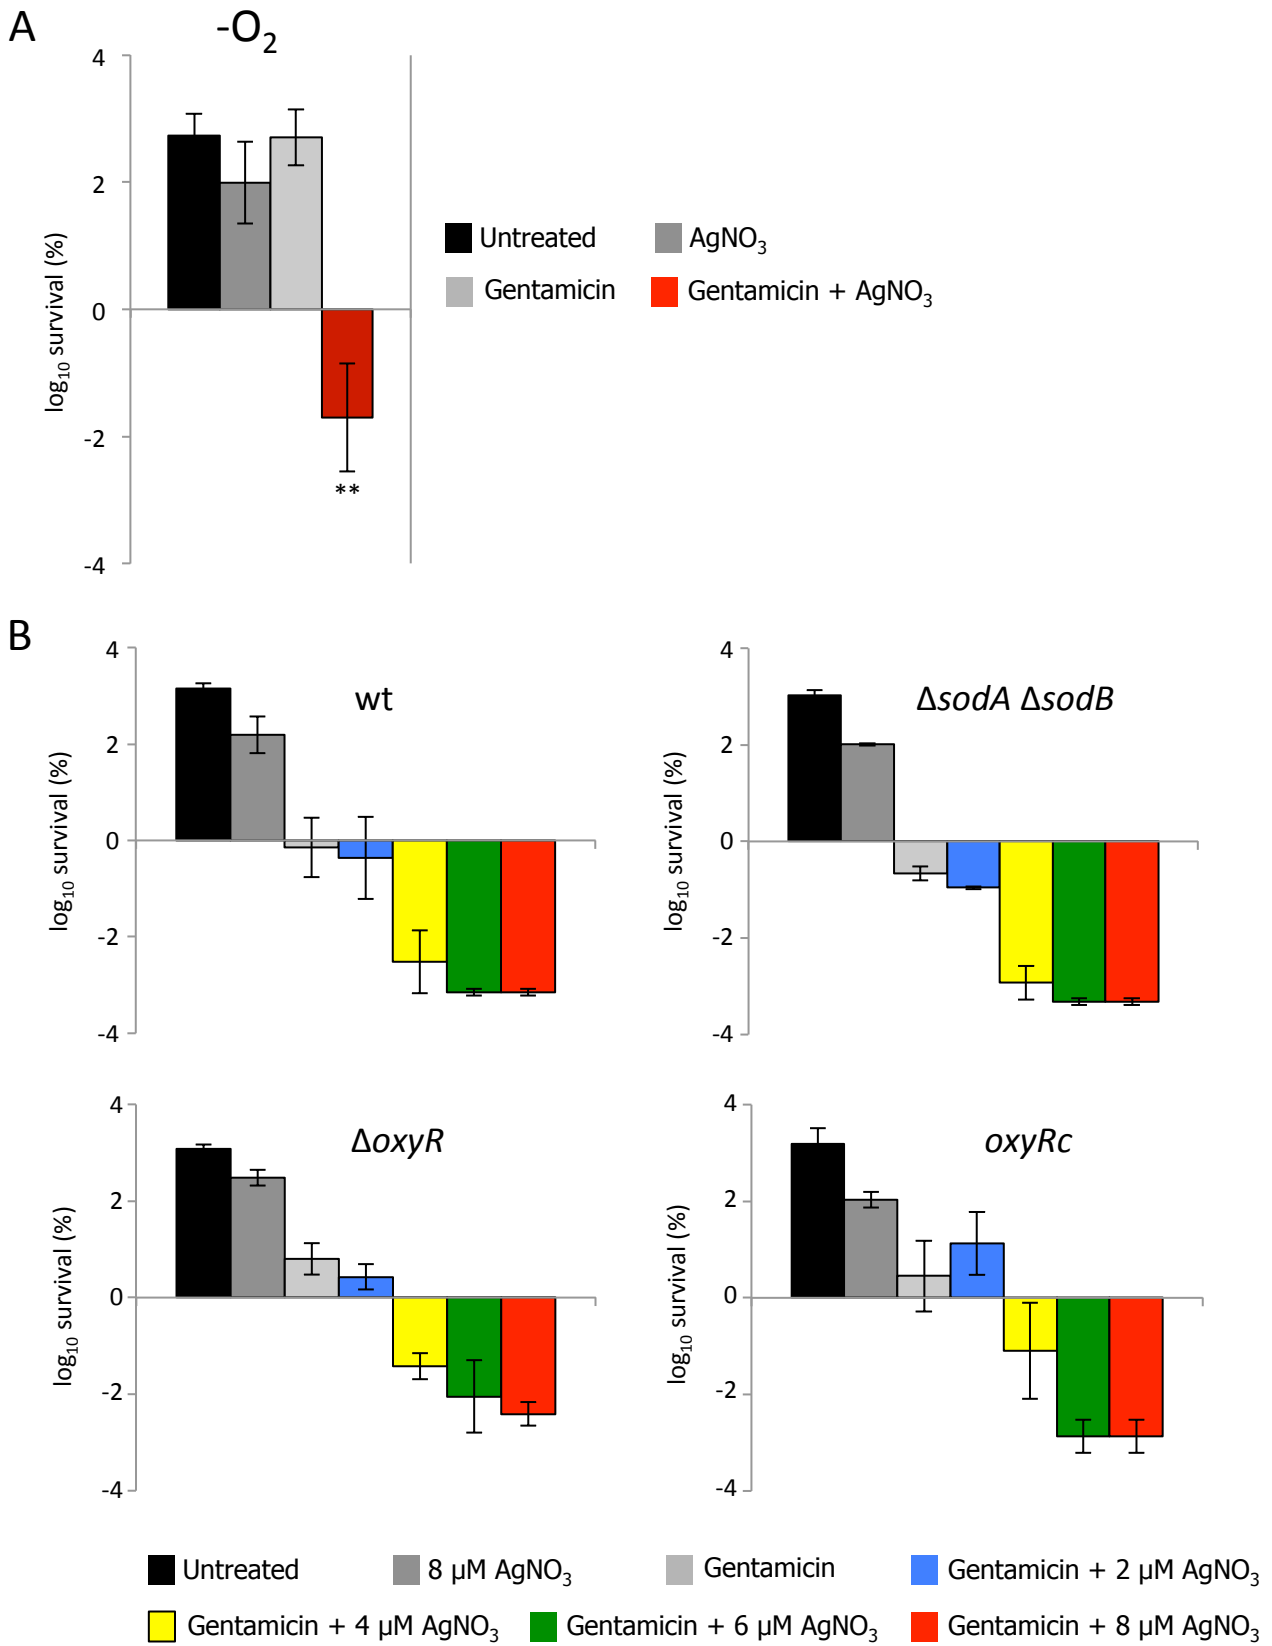 A
-O₂
4
2
0
-2
-4
log₁₀ survival (%)
Untreated
AgNO₃
Gentamicin
Gentamicin + AgNO₃
**
B
4
2
0
-2
-4
log₁₀ survival (%)
wt
4
2
0
-2
-4
log₁₀ survival (%)
ΔsodA ΔsodB
4
2
0
-2
-4
log₁₀ survival (%)
ΔoxyR
4
2
0
-2
-4
log₁₀ survival (%)
oxyRc
Untreated
8 µM AgNO₃
Gentamicin
Gentamicin + 2 µM AgNO₃
Gentamicin + 4 µM AgNO₃
Gentamicin + 6 µM AgNO₃
Gentamicin + 8 µM AgNO₃